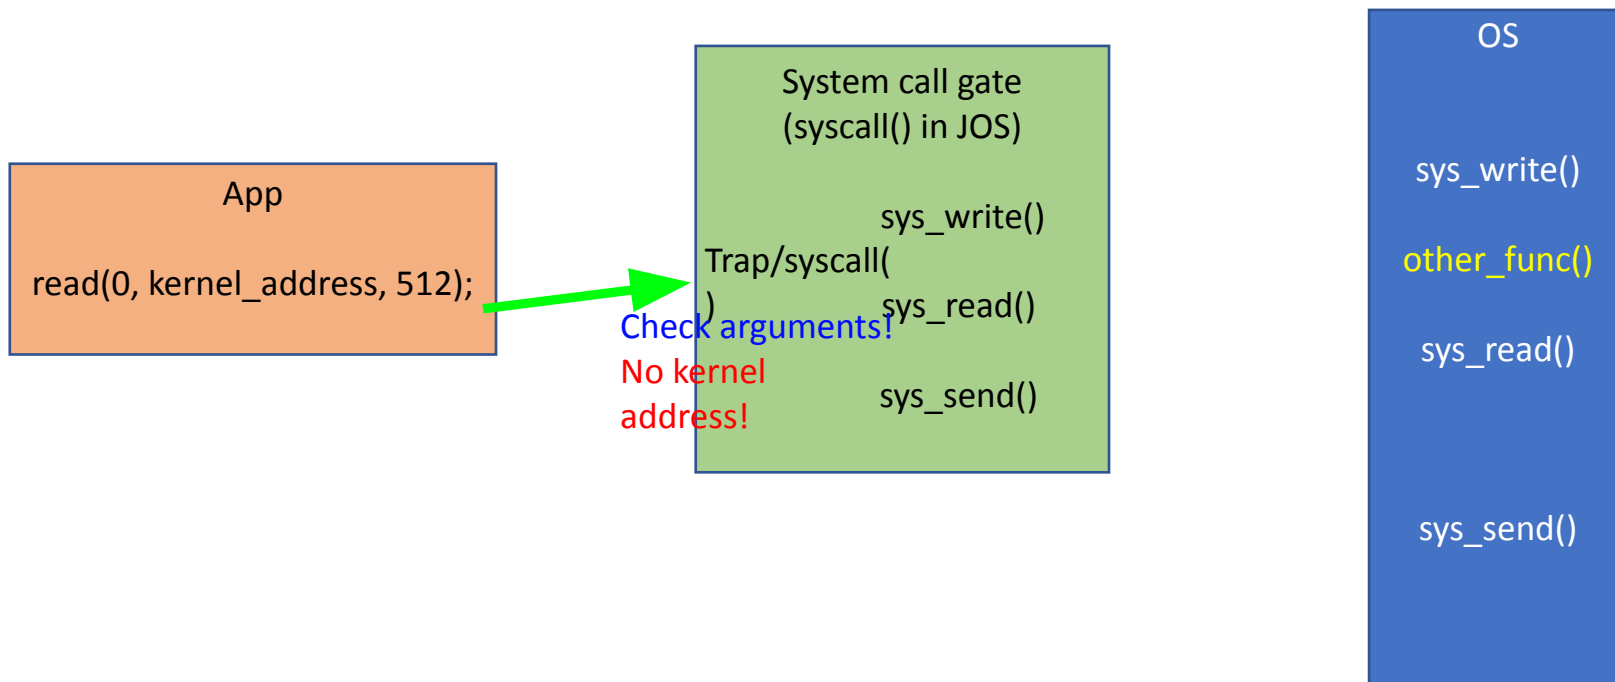 App
read(0, kernel_address, 512);
System call gate
(syscall() in JOS)
sys_write()
Trap/syscall(
)
sys_read()
Check arguments!
No kernel
address!
sys_send()
OS
sys_write()
other_func()
sys_read()
sys_send()